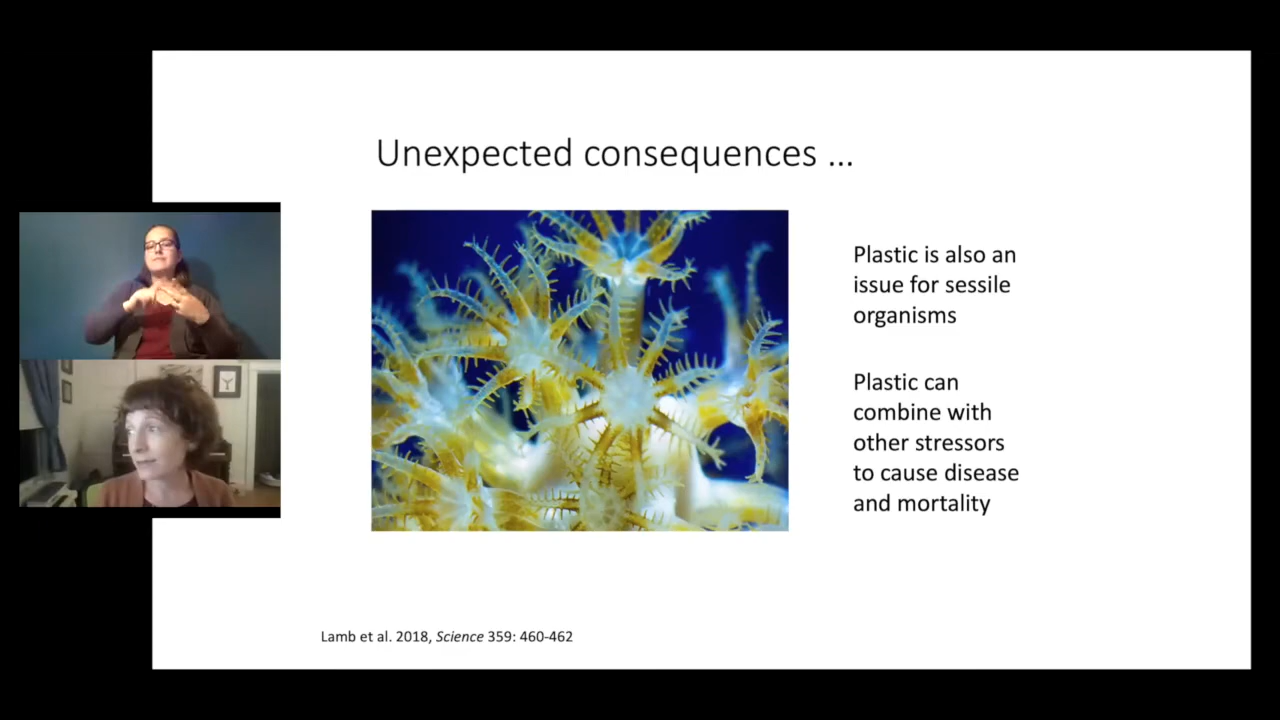 Unexpected consequences ...
Plastic is also an
issue for sessile
organisms
Plastic can
combine with
other stressors
to cause disease
and mortality
Lamb et al. 2018, Science 359: 460-462